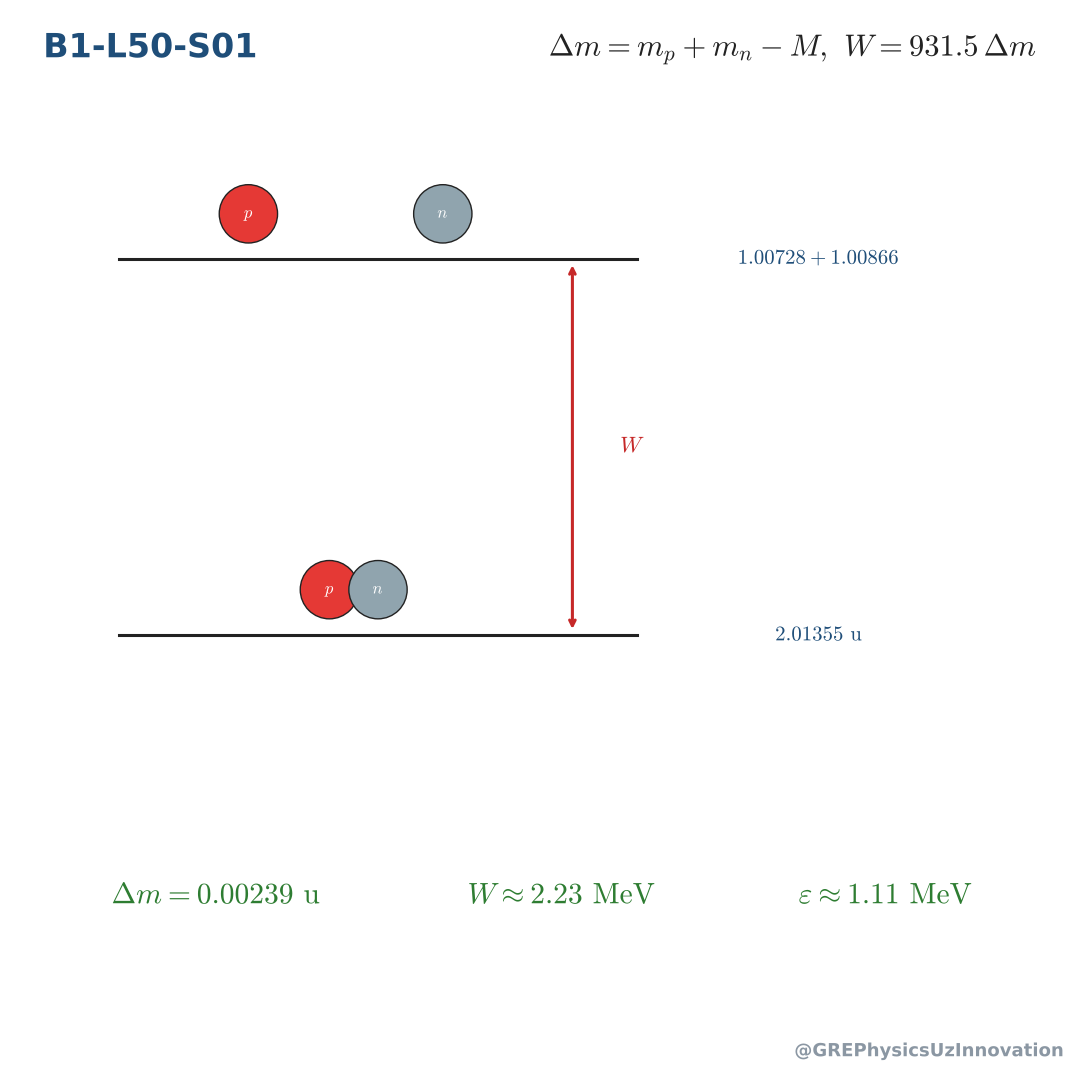 B1-L50-S01
Δm = m_p + m_n − M, W = 931.5 Δm
p
n
1.00728 + 1.00866
W
p
n
2.01355 u
Δm = 0.00239 u
W ≈ 2.23 MeV
ε ≈ 1.11 MeV
@GREPhysicsUzInnovation